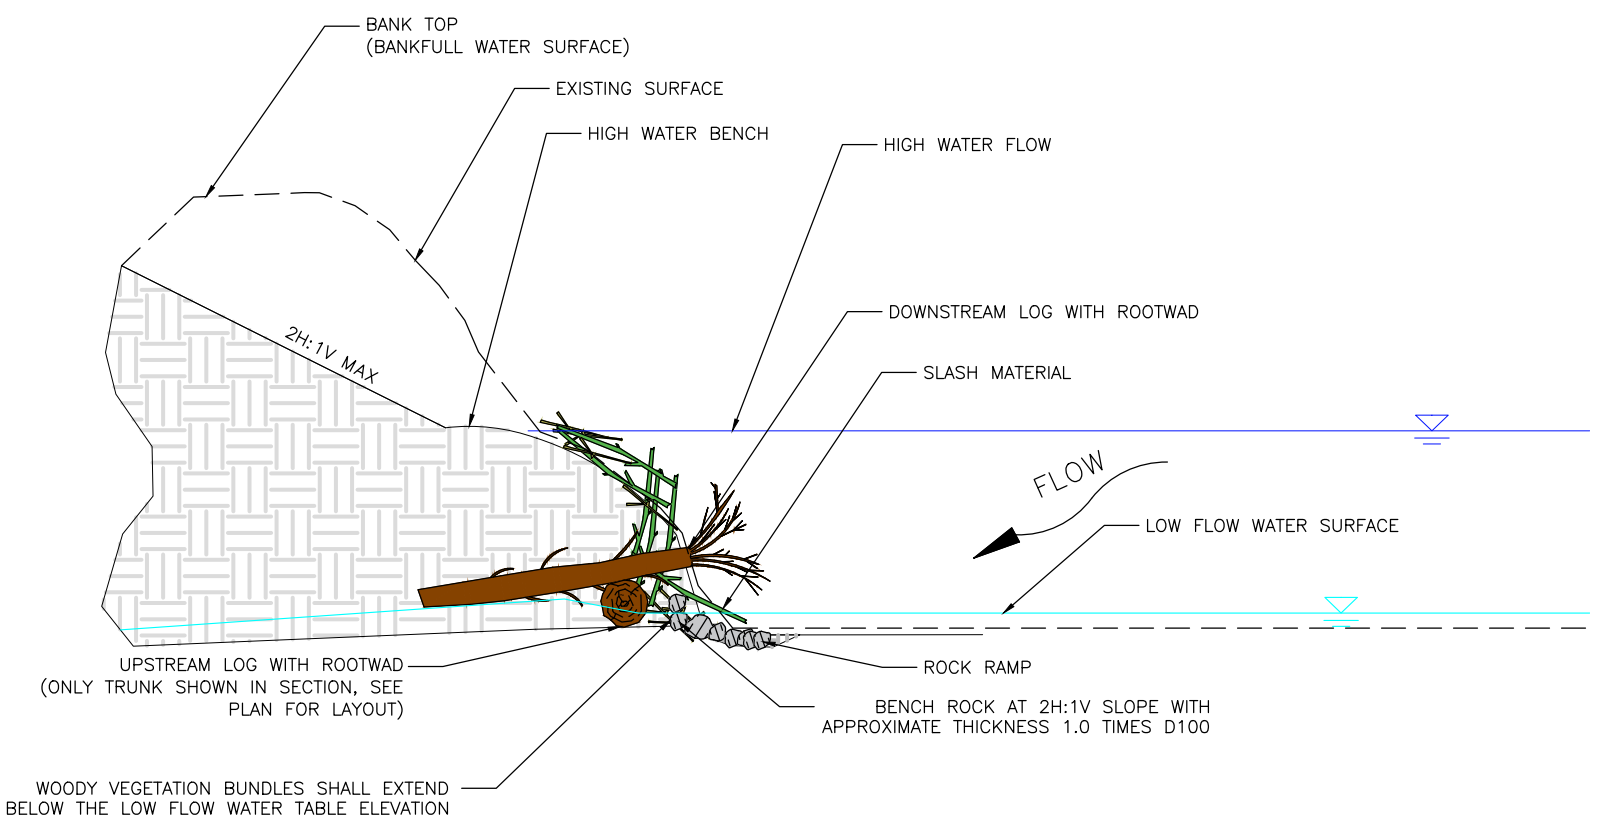 BANK TOP
(BANKFULL WATER SURFACE)
EXISTING SURFACE
HIGH WATER BENCH
HIGH WATER FLOW
DOWNSTREAM LOG WITH ROOTWAD
2H:1V MAX
SLASH MATERIAL
FLOW
LOW FLOW WATER SURFACE
UPSTREAM LOG WITH ROOTWAD
(ONLY TRUNK SHOWN IN SECTION, SEE
PLAN FOR LAYOUT)
ROCK RAMP
BENCH ROCK AT 2H:1V SLOPE WITH
APPROXIMATE THICKNESS 1.0 TIMES D100
WOODY VEGETATION BUNDLES SHALL EXTEND
BELOW THE LOW FLOW WATER TABLE ELEVATION